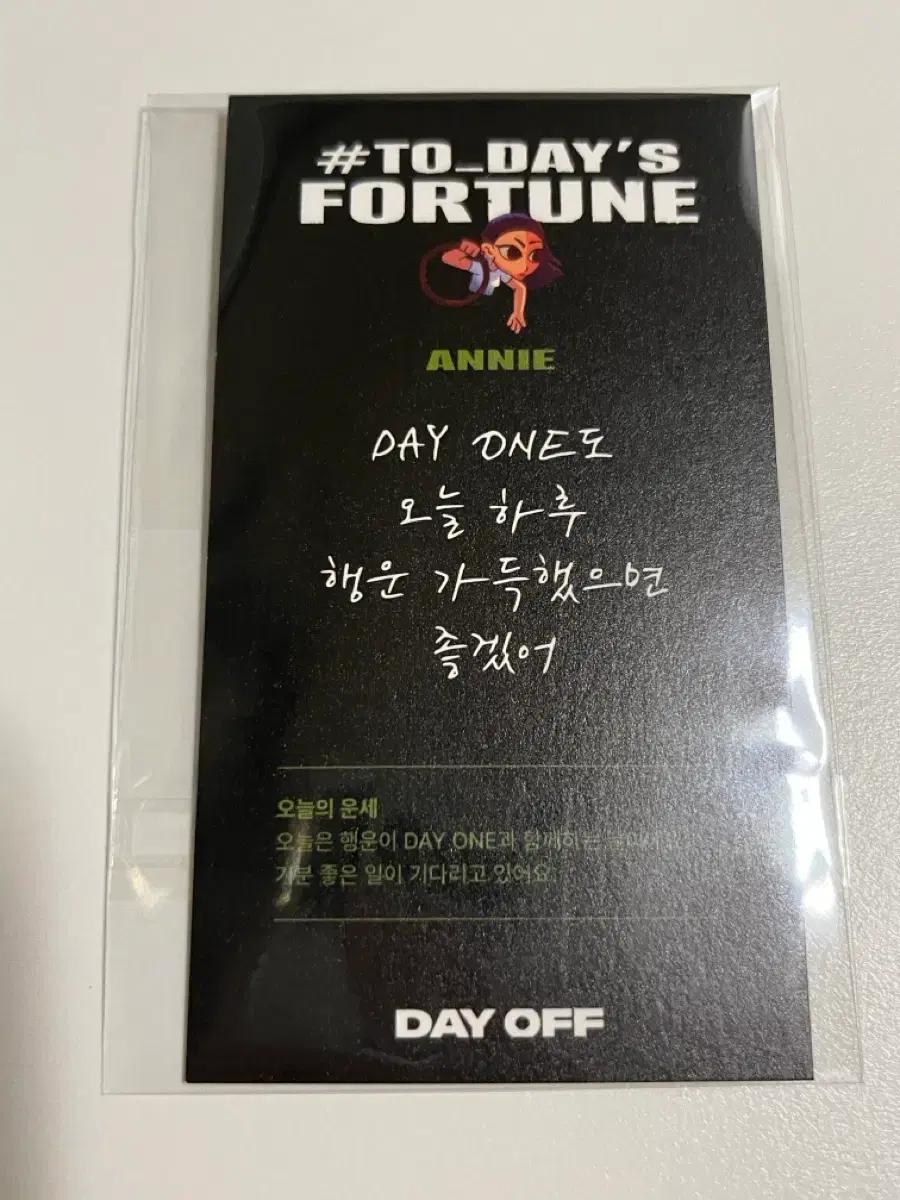 #TO_DAY'S
FORTUNE
ANNIE
DAY ONE도
오늘 하루
행운 가득했으면
좋겠어
오늘의 운세
오늘은 행운이 DAY ONE과 함께하는
기분 좋은 일이 기다리고 있어요.
DAY OFF